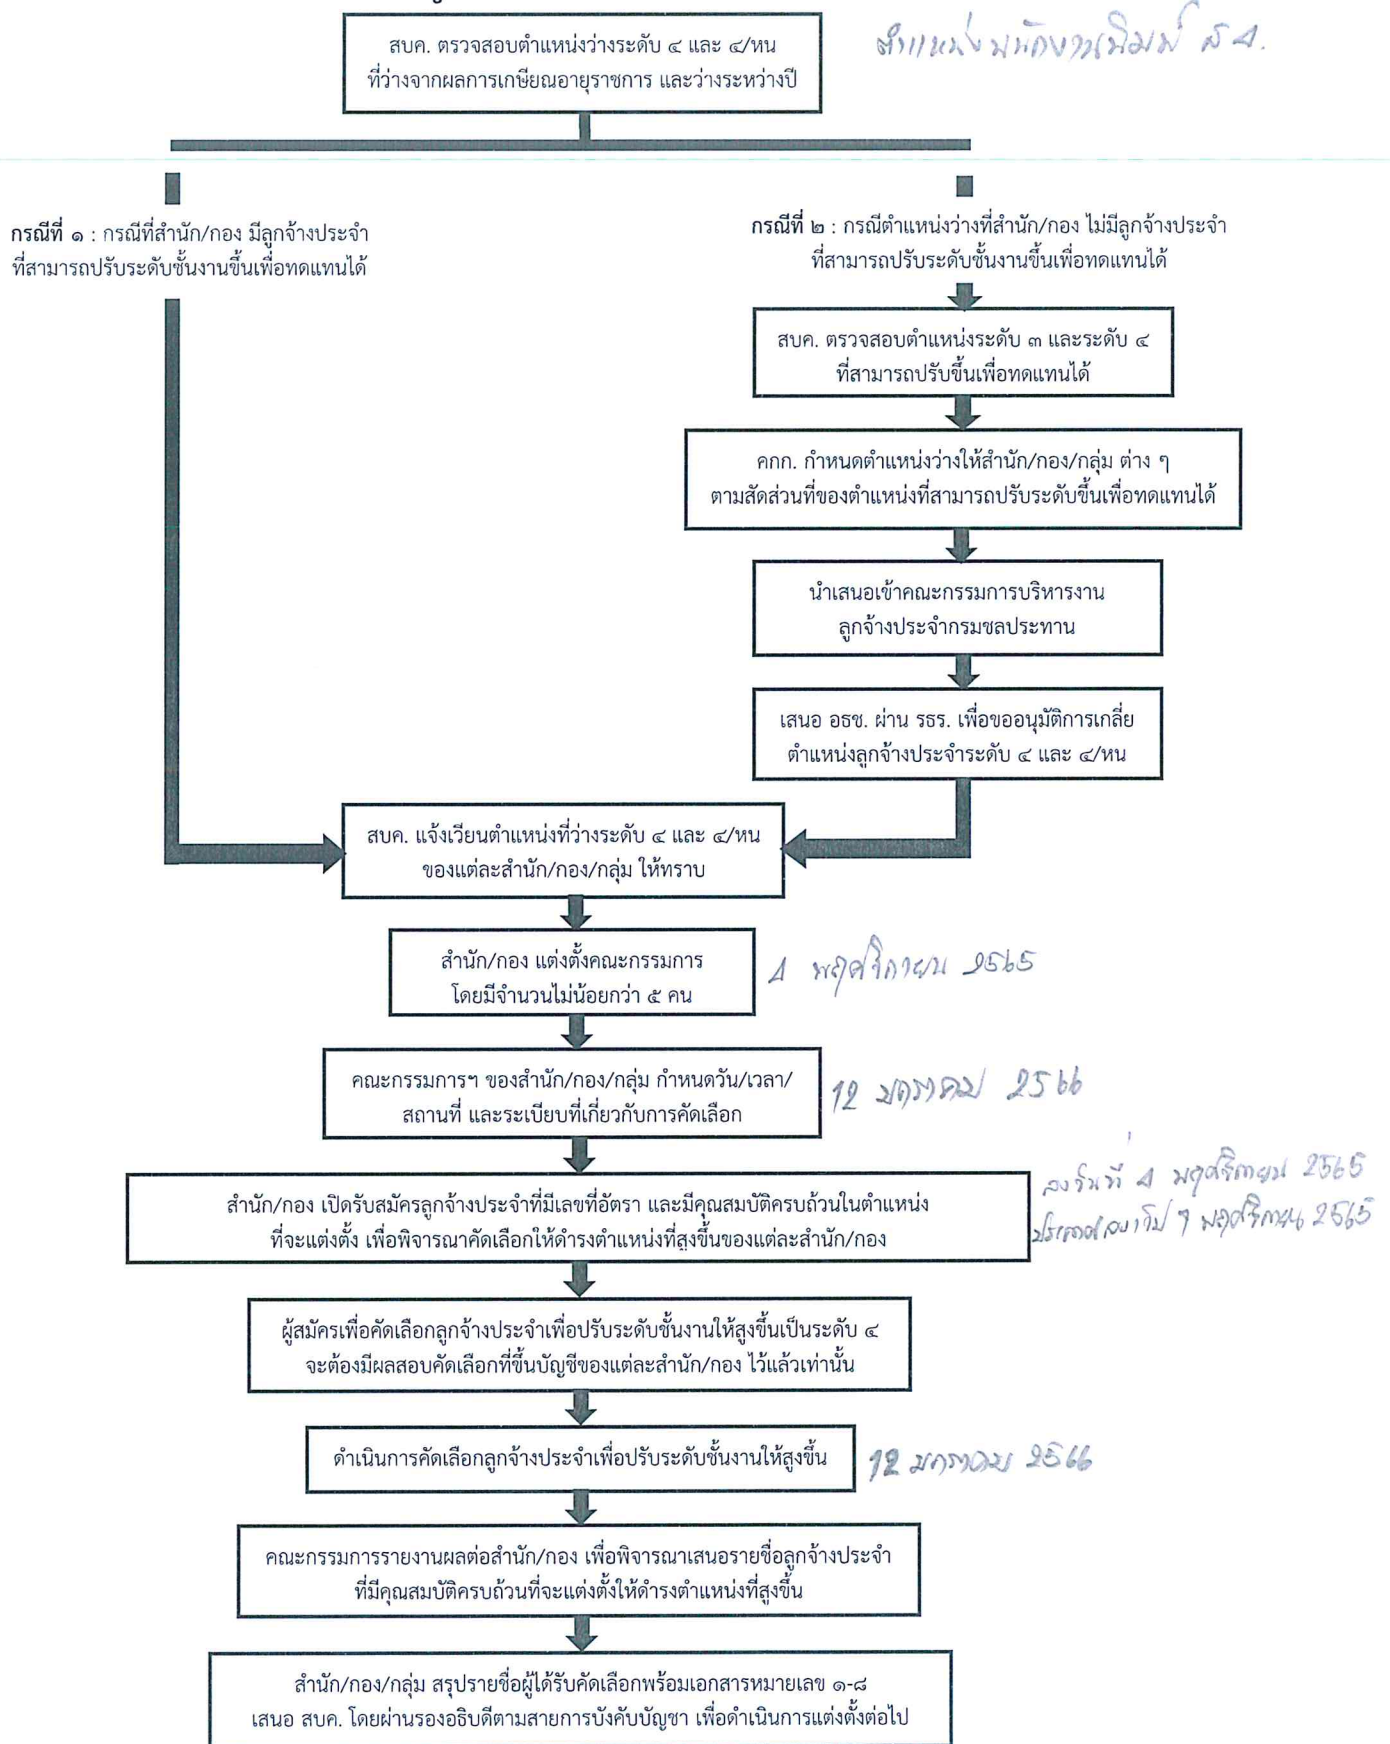 สบค. ตรวจสอบตำแหน่งว่างระดับ ๔ และ ๔/หน
ที่ว่างจากผลการเกษียณอายุราชการ และว่างระหว่างปี
ตำแหน่งพนักงานพิมพ์ ส 4.
กรณีที่ ๑ : กรณีที่สำนัก/กอง มีลูกจ้างประจำ
ที่สามารถปรับระดับชั้นงานขึ้นเพื่อทดแทนได้
กรณีที่ ๒ : กรณีตำแหน่งว่างที่สำนัก/กอง ไม่มีลูกจ้างประจำ
ที่สามารถปรับระดับชั้นงานขึ้นเพื่อทดแทนได้
สบค. ตรวจสอบตำแหน่งระดับ ๓ และระดับ ๔
ที่สามารถปรับขึ้นเพื่อทดแทนได้
คกก. กำหนดตำแหน่งว่างให้สำนัก/กอง/กลุ่ม ต่าง ๆ
ตามสัดส่วนที่ของตำแหน่งที่สามารถปรับระดับขึ้นเพื่อทดแทนได้
นำเสนอเข้าคณะกรรมการบริหารงาน
ลูกจ้างประจำกรมชลประทาน
เสนอ อธช. ผ่าน รธร. เพื่อขออนุมัติการเกลี่ย
ตำแหน่งลูกจ้างประจำระดับ ๔ และ ๔/หน
สบค. แจ้งเวียนตำแหน่งที่ว่างระดับ ๔ และ ๔/หน
ของแต่ละสำนัก/กอง/กลุ่ม ให้ทราบ
สำนัก/กอง แต่งตั้งคณะกรรมการ
โดยมีจำนวนไม่น้อยกว่า ๕ คน
4 พฤศจิกายน 2565
คณะกรรมการฯ ของสำนัก/กอง/กลุ่ม กำหนดวัน/เวลา/
สถานที่ และระเบียบที่เกี่ยวกับการคัดเลือก
12 มกราคม 2566
สำนัก/กอง เปิดรับสมัครลูกจ้างประจำที่มีเลขที่อัตรา และมีคุณสมบัติครบถ้วนในตำแหน่ง
ที่จะแต่งตั้ง เพื่อพิจารณาคัดเลือกให้ดำรงตำแหน่งที่สูงขึ้นของแต่ละสำนัก/กอง
ลงวันที่ 4 พฤศจิกายน 2565
7 พฤศจิกายน 2565
ผู้สมัครเพื่อคัดเลือกลูกจ้างประจำเพื่อปรับระดับชั้นงานให้สูงขึ้นเป็นระดับ ๔
จะต้องมีผลสอบคัดเลือกที่ขึ้นบัญชีของแต่ละสำนัก/กอง ไว้แล้วเท่านั้น
ดำเนินการคัดเลือกลูกจ้างประจำเพื่อปรับระดับชั้นงานให้สูงขึ้น
12 มกราคม 2566
คณะกรรมการรายงานผลต่อสำนัก/กอง เพื่อพิจารณาเสนอรายชื่อลูกจ้างประจำ
ที่มีคุณสมบัติครบถ้วนที่จะแต่งตั้งให้ดำรงตำแหน่งที่สูงขึ้น
สำนัก/กอง/กลุ่ม สรุปรายชื่อผู้ได้รับคัดเลือกพร้อมเอกสารหมายเลข ๑-๘
เสนอ สบค. โดยผ่านรองอธิบดีตามสายการบังคับบัญชา เพื่อดำเนินการแต่งตั้งต่อไป